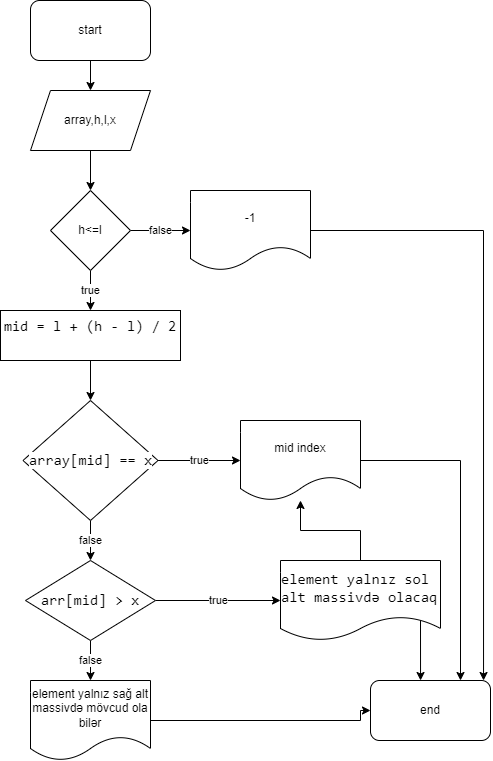 start
array,h,l,x
h<=l
false
-1
true
mid = l + (h - l) / 2
array[mid] == x
true
mid index
false
arr[mid] > x
true
element yalnız sol
alt massivdə olacaq
false
element yalnız sağ alt
massivdə mövcud ola
bilər
end